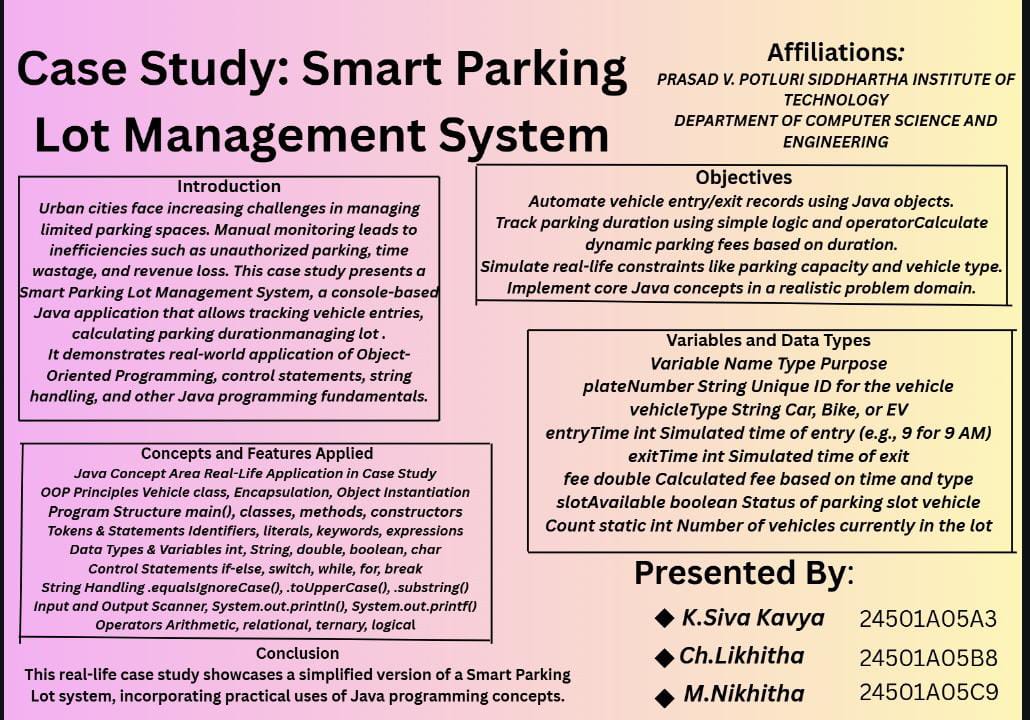 Case Study: Smart Parking
Lot Management System
Affiliations:
PRASAD V. POTLURI SIDDHARTHA INSTITUTE OF
TECHNOLOGY
DEPARTMENT OF COMPUTER SCIENCE AND
ENGINEERING
Introduction
Urban cities face increasing challenges in managing
limited parking spaces. Manual monitoring leads to
inefficiencies such as unauthorized parking, time
wastage, and revenue loss. This case study presents a
Smart Parking Lot Management System, a console-based
Java application that allows tracking vehicle entries,
calculating parking durationmanaging lot .
It demonstrates real-world application of Object-
Oriented Programming, control statements, string
handling, and other Java programming fundamentals.
Objectives
Automate vehicle entry/exit records using Java objects.
Track parking duration using simple logic and operatorCalculate
dynamic parking fees based on duration.
Simulate real-life constraints like parking capacity and vehicle type.
Implement core Java concepts in a realistic problem domain.
Variables and Data Types
Variable Name Type Purpose
plateNumber String Unique ID for the vehicle
vehicleType String Car, Bike, or EV
entryTime int Simulated time of entry (e.g., 9 for 9 AM)
exitTime int Simulated time of exit
fee double Calculated fee based on time and type
slotAvailable boolean Status of parking slot vehicle
Count static int Number of vehicles currently in the lot
Concepts and Features Applied
Java Concept Area Real-Life Application in Case Study
OOP Principles Vehicle class, Encapsulation, Object Instantiation
Program Structure main(), classes, methods, constructors
Tokens & Statements Identifiers, literals, keywords, expressions
Data Types & Variables int, String, double, boolean, char
Control Statements if-else, switch, while, for, break
String Handling .equalsIgnoreCase(), .toUpperCase(), .substring()
Input and Output Scanner, System.out.println(), System.out.printf()
Operators Arithmetic, relational, ternary, logical
Conclusion
This real-life case study showcases a simplified version of a Smart Parking
Lot system, incorporating practical uses of Java programming concepts.
Presented By:
K.Siva Kavya 24501A05A3
Ch.Likhitha 24501A05B8
M.Nikhitha 24501A05C9